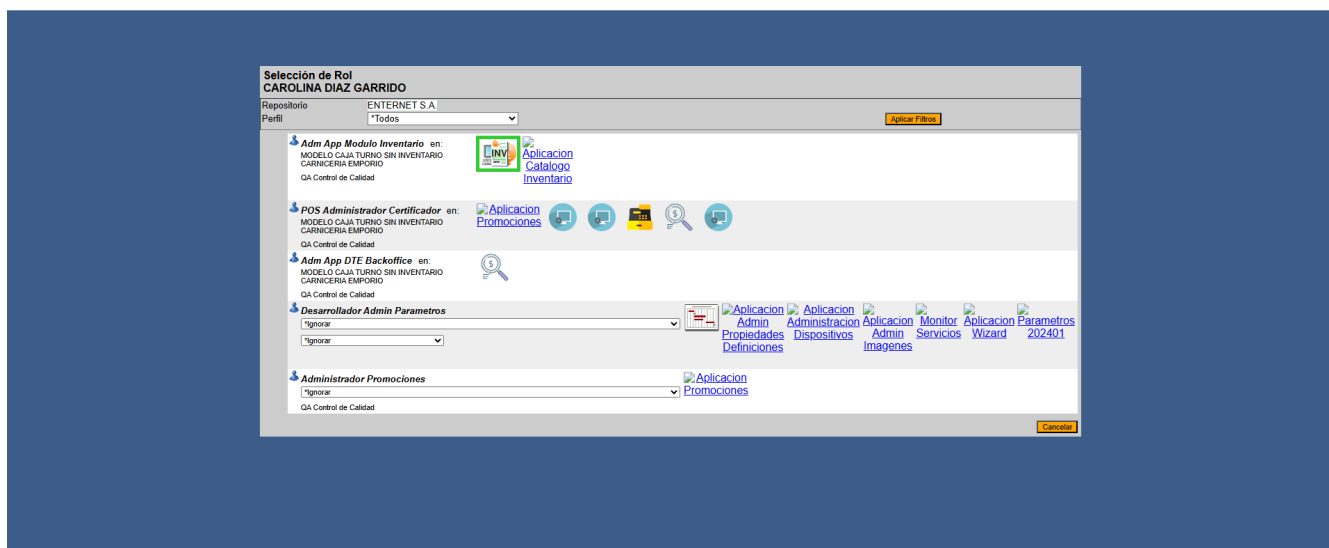 Selección de Rol
CAROLINA DIAZ GARRIDO
Repositorio ENTERNET S.A.
Perfil *Todos Aplicar Filtros
Adm App Modulo Inventario en:
MODELO CAJA TURNO SIN INVENTARIO
CARNICERIA EMPORIO
QA Control de Calidad
INV
Aplicacion
Catalogo
Inventario
POS Administrador Certificador en:
MODELO CAJA TURNO SIN INVENTARIO
CARNICERIA EMPORIO
QA Control de Calidad
Aplicacion
Promociones
Adm App DTE Backoffice en:
MODELO CAJA TURNO SIN INVENTARIO
CARNICERIA EMPORIO
QA Control de Calidad
Desarrollador Admin Parametros
*Ignorar
*Ignorar
Aplicacion
Admin
Propiedades
Definiciones
Aplicacion
Administracion
Dispositivos
Aplicacion
Admin
Imagenes
Monitor
Servicios
Aplicacion
Wizard
Parametros
202401
Administrador Promociones
*Ignorar
QA Control de Calidad
Aplicacion
Promociones
Cancelar